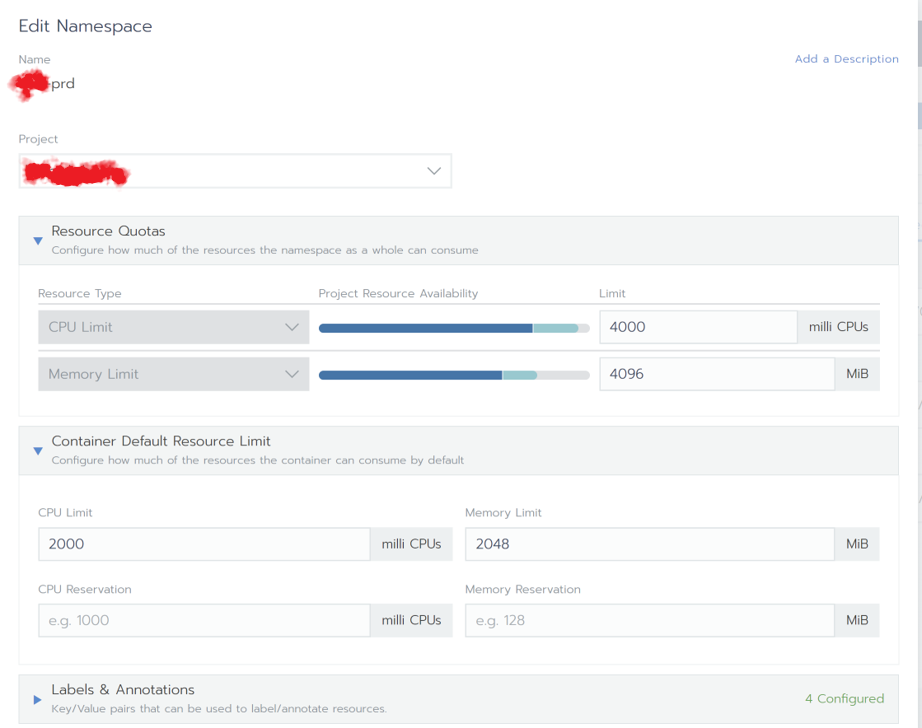 Edit Namespace
Name
Add a Description
prd
Project
Resource Quotas
Configure how much of the resources the namespace as a whole can consume
Resource Type Project Resource Availability Limit
CPU Limit 4000 milli CPUs
Memory Limit 4096 MiB
Container Default Resource Limit
Configure how much of the resources the container can consume by default
CPU Limit Memory Limit
2000 milli CPUs 2048 MiB
CPU Reservation Memory Reservation
e.g. 1000 milli CPUs e.g. 128 MiB
Labels & Annotations
Key/Value pairs that can be used to label/annotate resources.
4 Configured